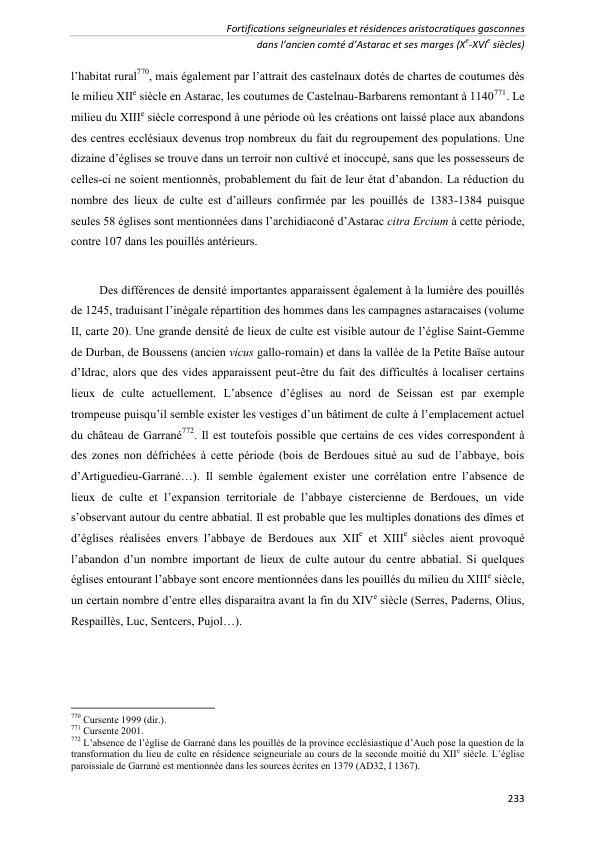 Fortifications seigneuriales et résidences aristocratiques gasconnes
dans l’ancien comté d’Astarac et ses marges (Xe-XVIe siècles)
l’habitat rural770, mais également par l’attrait des castelnaux dotés de chartes de coutumes dès
le milieu XIIe siècle en Astarac, les coutumes de Castelnau-Barbarens remontant à 1140771. Le
milieu du XIIIe siècle correspond à une période où les créations ont laissé place aux abandons
des centres ecclésiaux devenus trop nombreux du fait du regroupement des populations. Une
dizaine d’églises se trouve dans un terroir non cultivé et inoccupé, sans que les possesseurs de
celles-ci ne soient mentionnés, probablement du fait de leur état d’abandon. La réduction du
nombre des lieux de culte est d’ailleurs confirmée par les pouillés de 1383-1384 puisque
seules 58 églises sont mentionnées dans l’archidiaconé d’Astarac citra Ercium à cette période,
contre 107 dans les pouillés antérieurs.
Des différences de densité importantes apparaissent également à la lumière des pouillés
de 1245, traduisant l’inégale répartition des hommes dans les campagnes astaracaises (volume
II, carte 20). Une grande densité de lieux de culte est visible autour de l’église Saint-Gemme
de Durban, de Boussens (ancien vicus gallo-romain) et dans la vallée de la Petite Baïse autour
d’Idrac, alors que des vides apparaissent peut-être du fait des difficultés à localiser certains
lieux de culte actuellement. L’absence d’églises au nord de Seissan est par exemple
trompeuse puisqu’il semble exister les vestiges d’un bâtiment de culte à l’emplacement actuel
du château de Garrané772. Il est toutefois possible que certains de ces vides correspondent à
des zones non défrichées à cette période (bois de Berdoues situé au sud de l’abbaye, bois
d’Artiguedieu-Garrané…). Il semble également exister une corrélation entre l’absence de
lieux de culte et l’expansion territoriale de l’abbaye cistercienne de Berdoues, un vide
s’observant autour du centre abbatial. Il est probable que les multiples donations des dîmes et
d’églises réalisées envers l’abbaye de Berdoues aux XIIe et XIIIe siècles aient provoqué
l’abandon d’un nombre important de lieux de culte autour du centre abbatial. Si quelques
églises entourant l’abbaye sont encore mentionnées dans les pouillés du milieu du XIIIe siècle,
un certain nombre d’entre elles disparaitra avant la fin du XIVe siècle (Serres, Paderns, Olius,
Respaillès, Luc, Sentcers, Pujol…).
770 Cursente 1999 (dir.).
771 Cursente 2001.
772 L’absence de l’église de Garrané dans les pouillés de la province ecclésiastique d’Auch pose la question de la
transformation du lieu de culte en résidence seigneuriale au cours de la seconde moitié du XIIe siècle. L’église
paroissiale de Garrané est mentionnée dans les sources écrites en 1379 (AD32, I 1367).
233